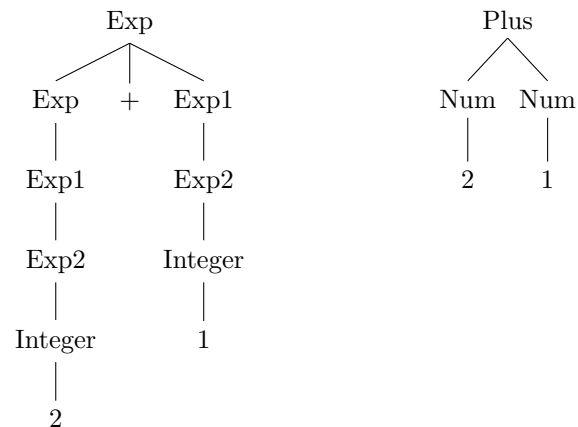 Exp Plus
Exp + Exp1 Num Num
Exp1 Exp2 2 1
Exp2 Integer
Integer 1
2